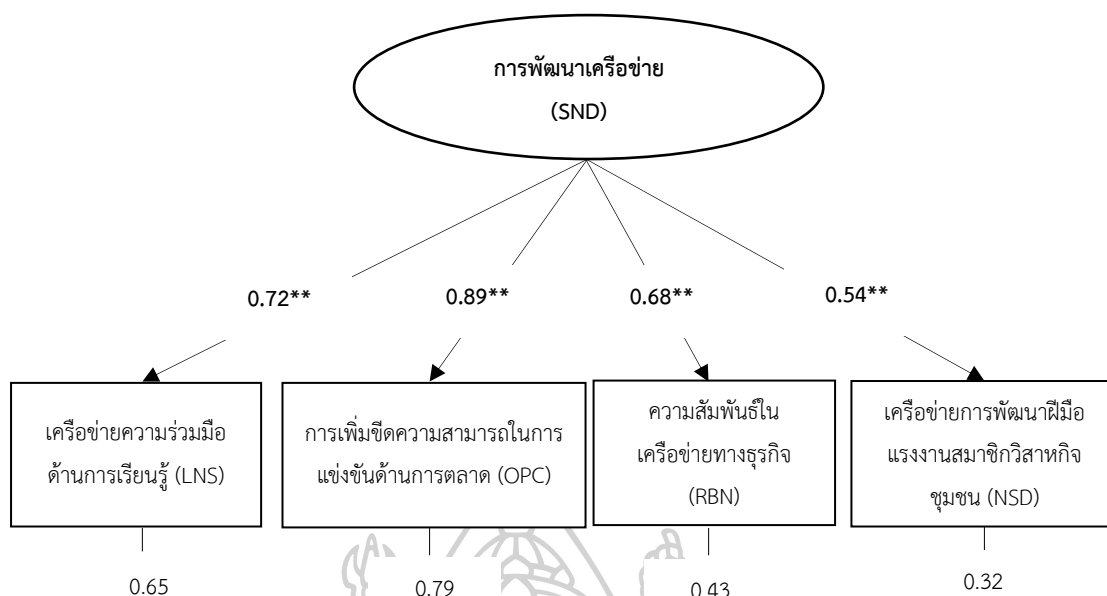 การพัฒนาเครือข่าย
(SND)
0.72**
0.89**
0.68**
0.54**
เครือข่ายความร่วมมือ
ด้านการเรียนรู้ (LNS)
การเพิ่มขีดความสามารถในการ
แข่งขันด้านการตลาด (OPC)
ความสัมพันธ์ใน
เครือข่ายทางธุรกิจ
(RBN)
เครือข่ายการพัฒนาฝีมือ
แรงงานสมาชิกวิสาหกิจ
ชุมชน (NSD)
0.65
0.79
0.43
0.32